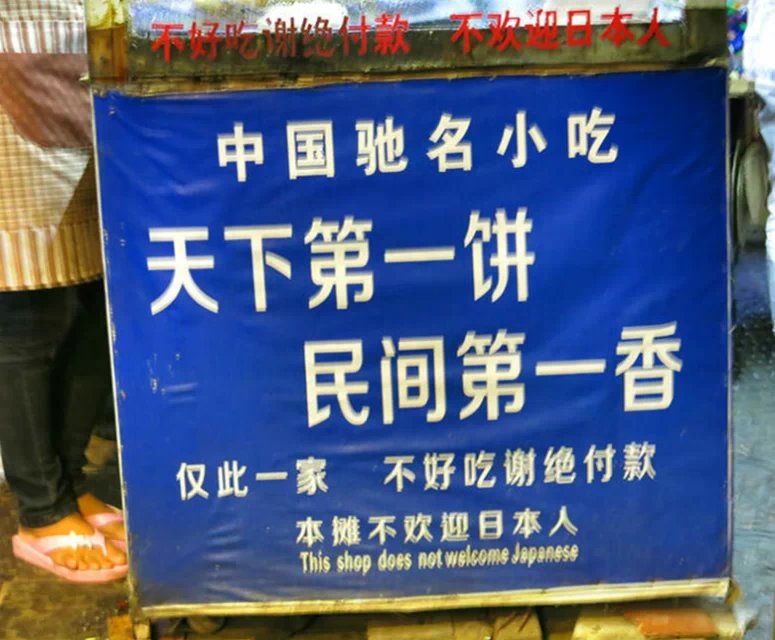 不好吃谢绝付款 不欢迎日本人
中国驰名小吃
天下第一饼
民间第一香
仅此一家 不好吃谢绝付款
本摊不欢迎日本人
This shop does not welcome Japanese